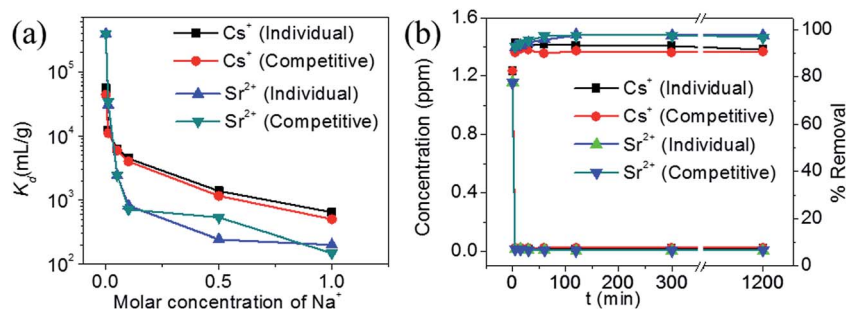 (a)
Cs⁺ (Individual)
Cs⁺ (Competitive)
Sr²⁺ (Individual)
Sr²⁺ (Competitive)
K_d(mL/g)
10⁵
10⁴
10³
10²
0.0 0.5 1.0
Molar concentration of Na⁺
(b)
Concentration (ppm)
1.6
1.2
0.8
0.4
0.0
Cs⁺ (Individual)
Cs⁺ (Competitive)
Sr²⁺ (Individual)
Sr²⁺ (Competitive)
100
80
60
40
20
0
% Removal
0 100 200 300 1200
t (min)